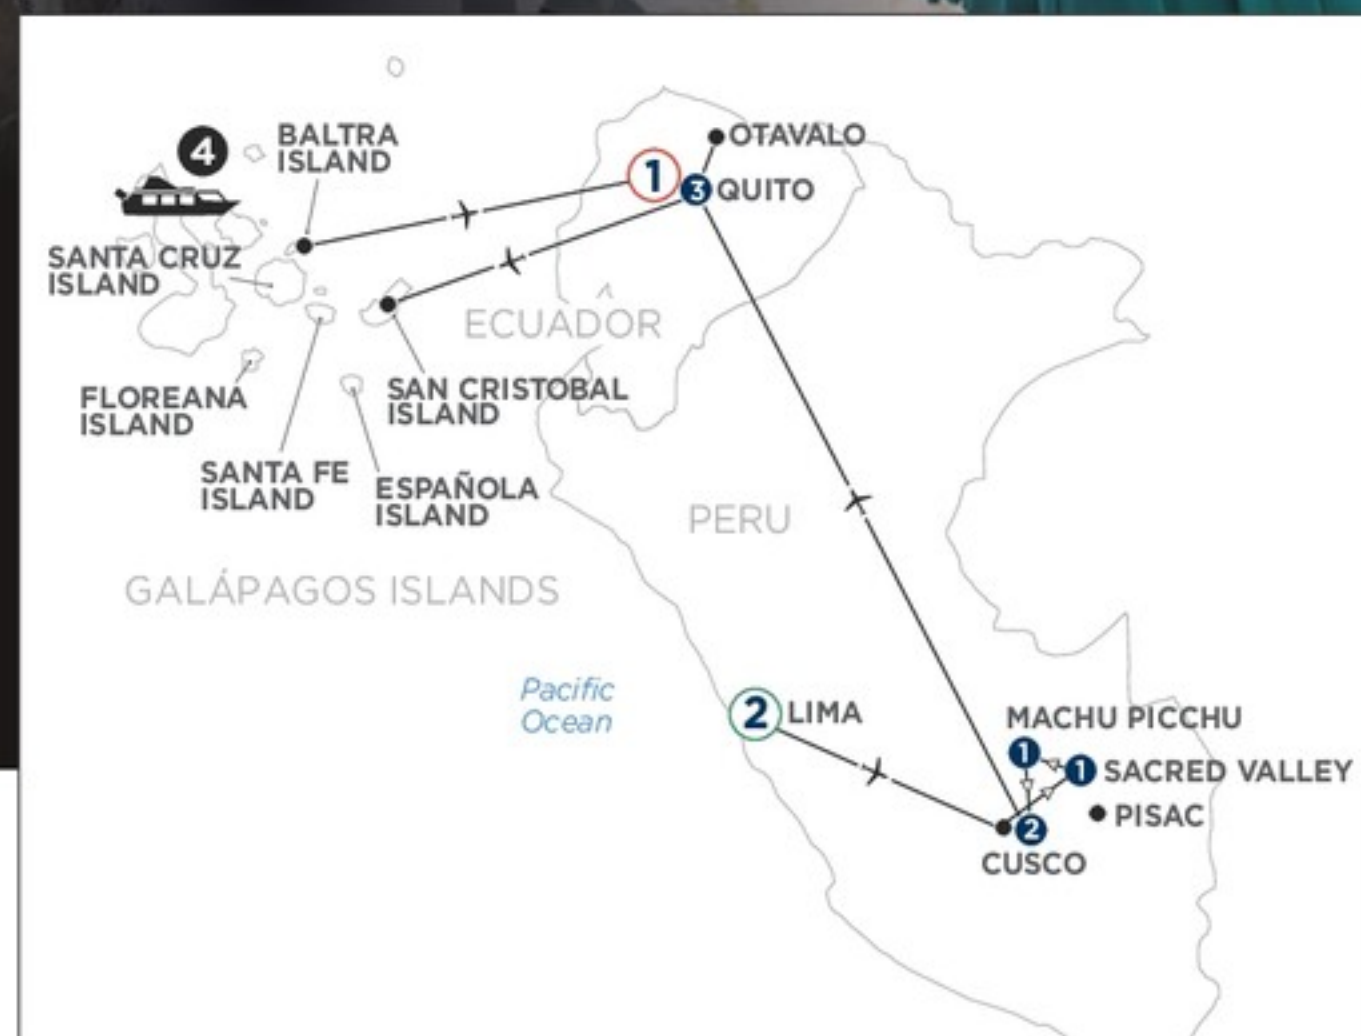 4
BALTRA
ISLAND
OTAVALO
1
3
QUITO
SANTA CRUZ
ISLAND
ECUADOR
FLOREANA
ISLAND
SAN CRISTOBAL
ISLAND
SANTA FE
ISLAND
ESPAÑOLA
ISLAND
PERU
GALÁPAGOS ISLANDS
Pacific
Ocean
2 LIMA
MACHU PICCHU
1
1 SACRED VALLEY
PISAC
2
CUSCO